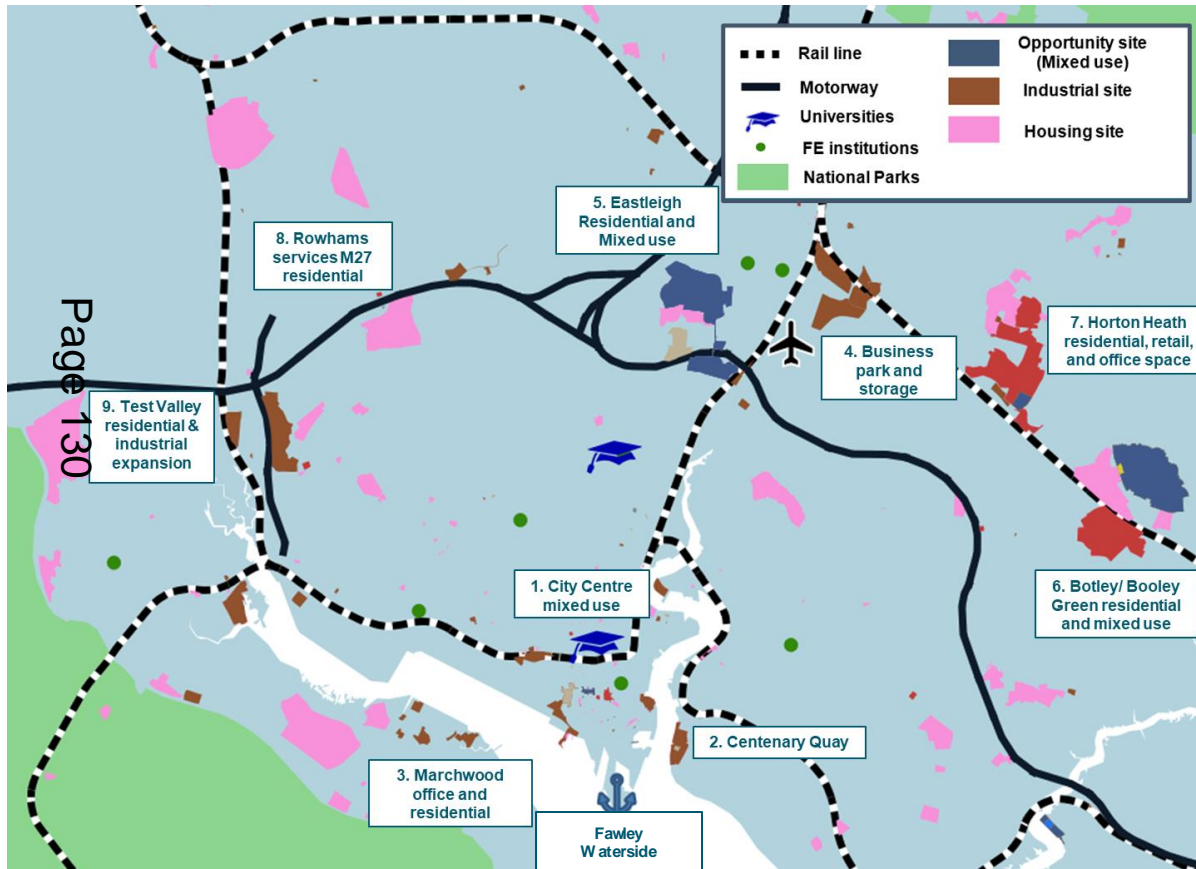 Rail line
Motorway
Universities
FE institutions
National Parks
Opportunity site
(Mixed use)
Industrial site
Housing site
5. Eastleigh
Residential and
Mixed use
8. Rowhams
services M27
residential
Page 130
7. Horton Heath
residential, retail,
and office space
4. Business
park and
storage
9. Test Valley
residential &
industrial
expansion
1. City Centre
mixed use
6. Botley/ Booley
Green residential
and mixed use
2. Centenary Quay
3. Marchwood
office and
residential
Fawley
Waterside